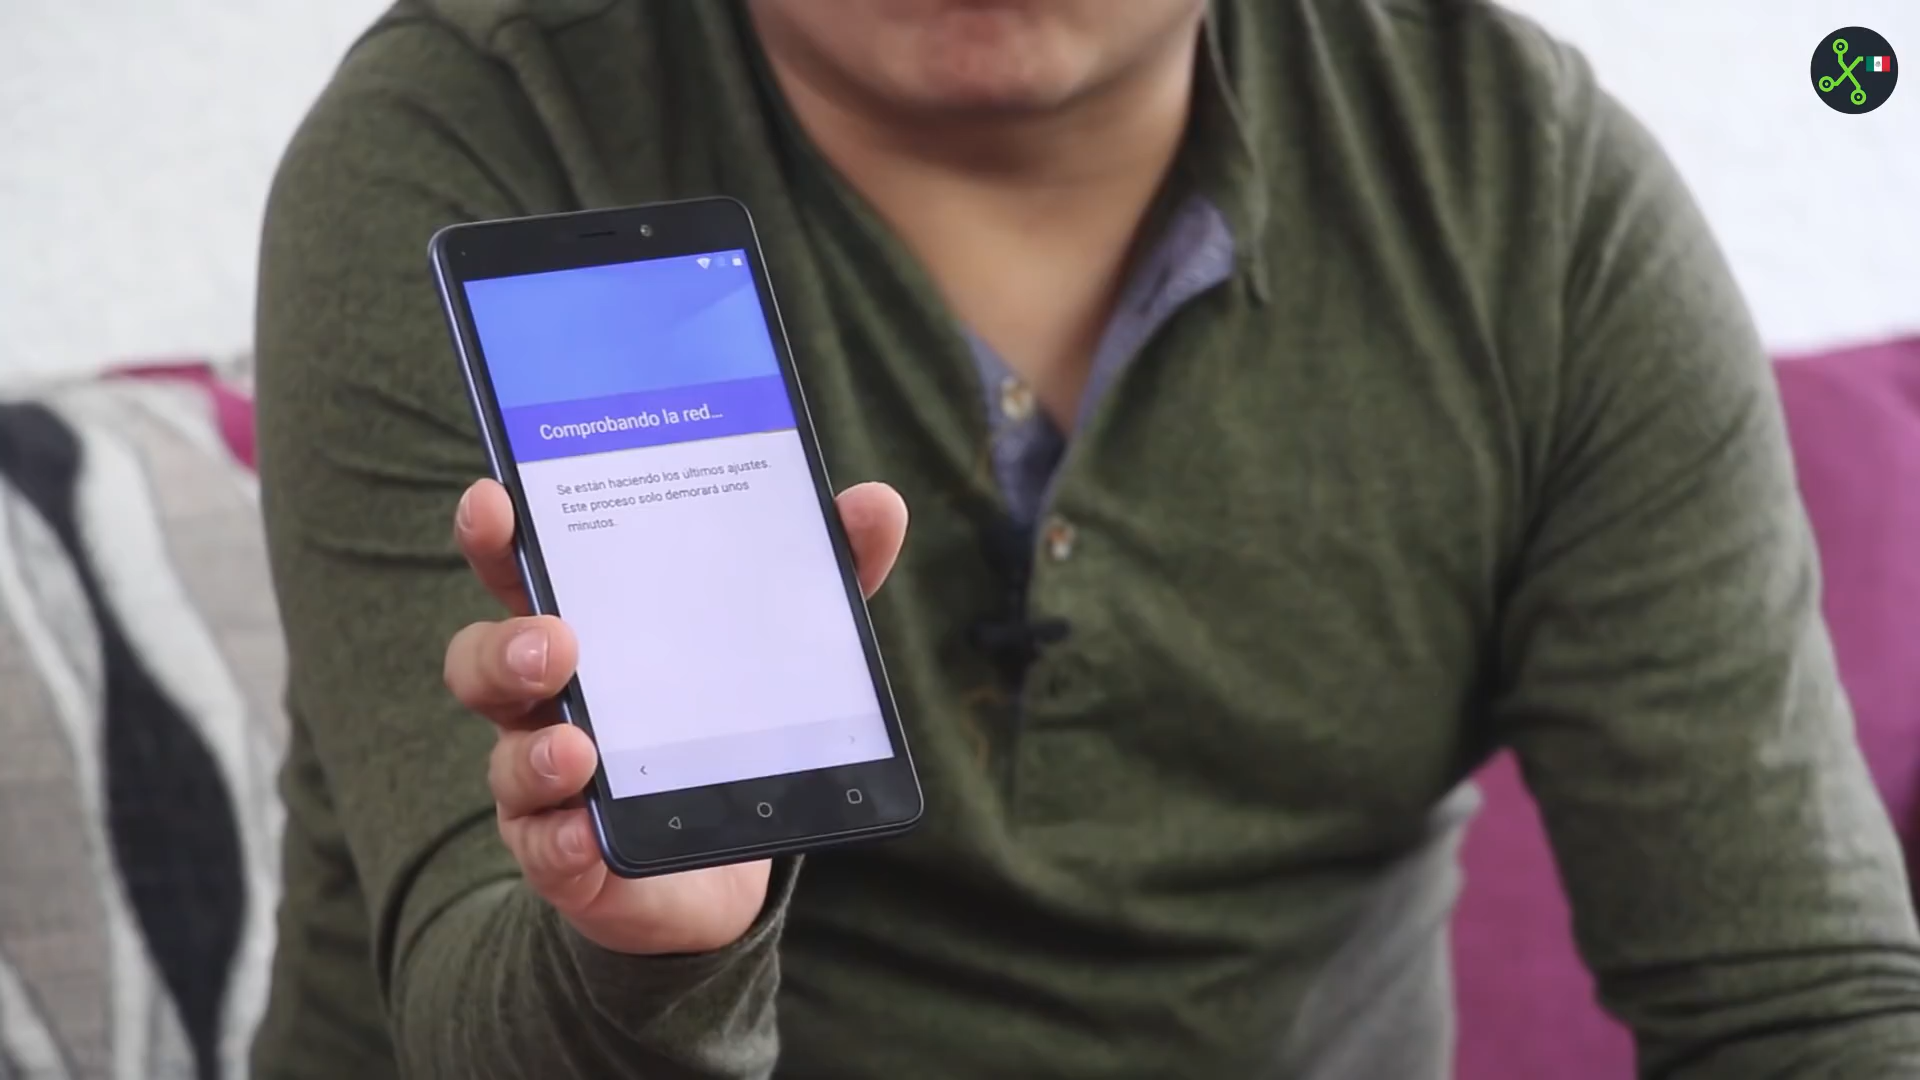 Comprobando la red...
Se están haciendo los últimos ajustes.
Este proceso solo demorará unos
minutos.